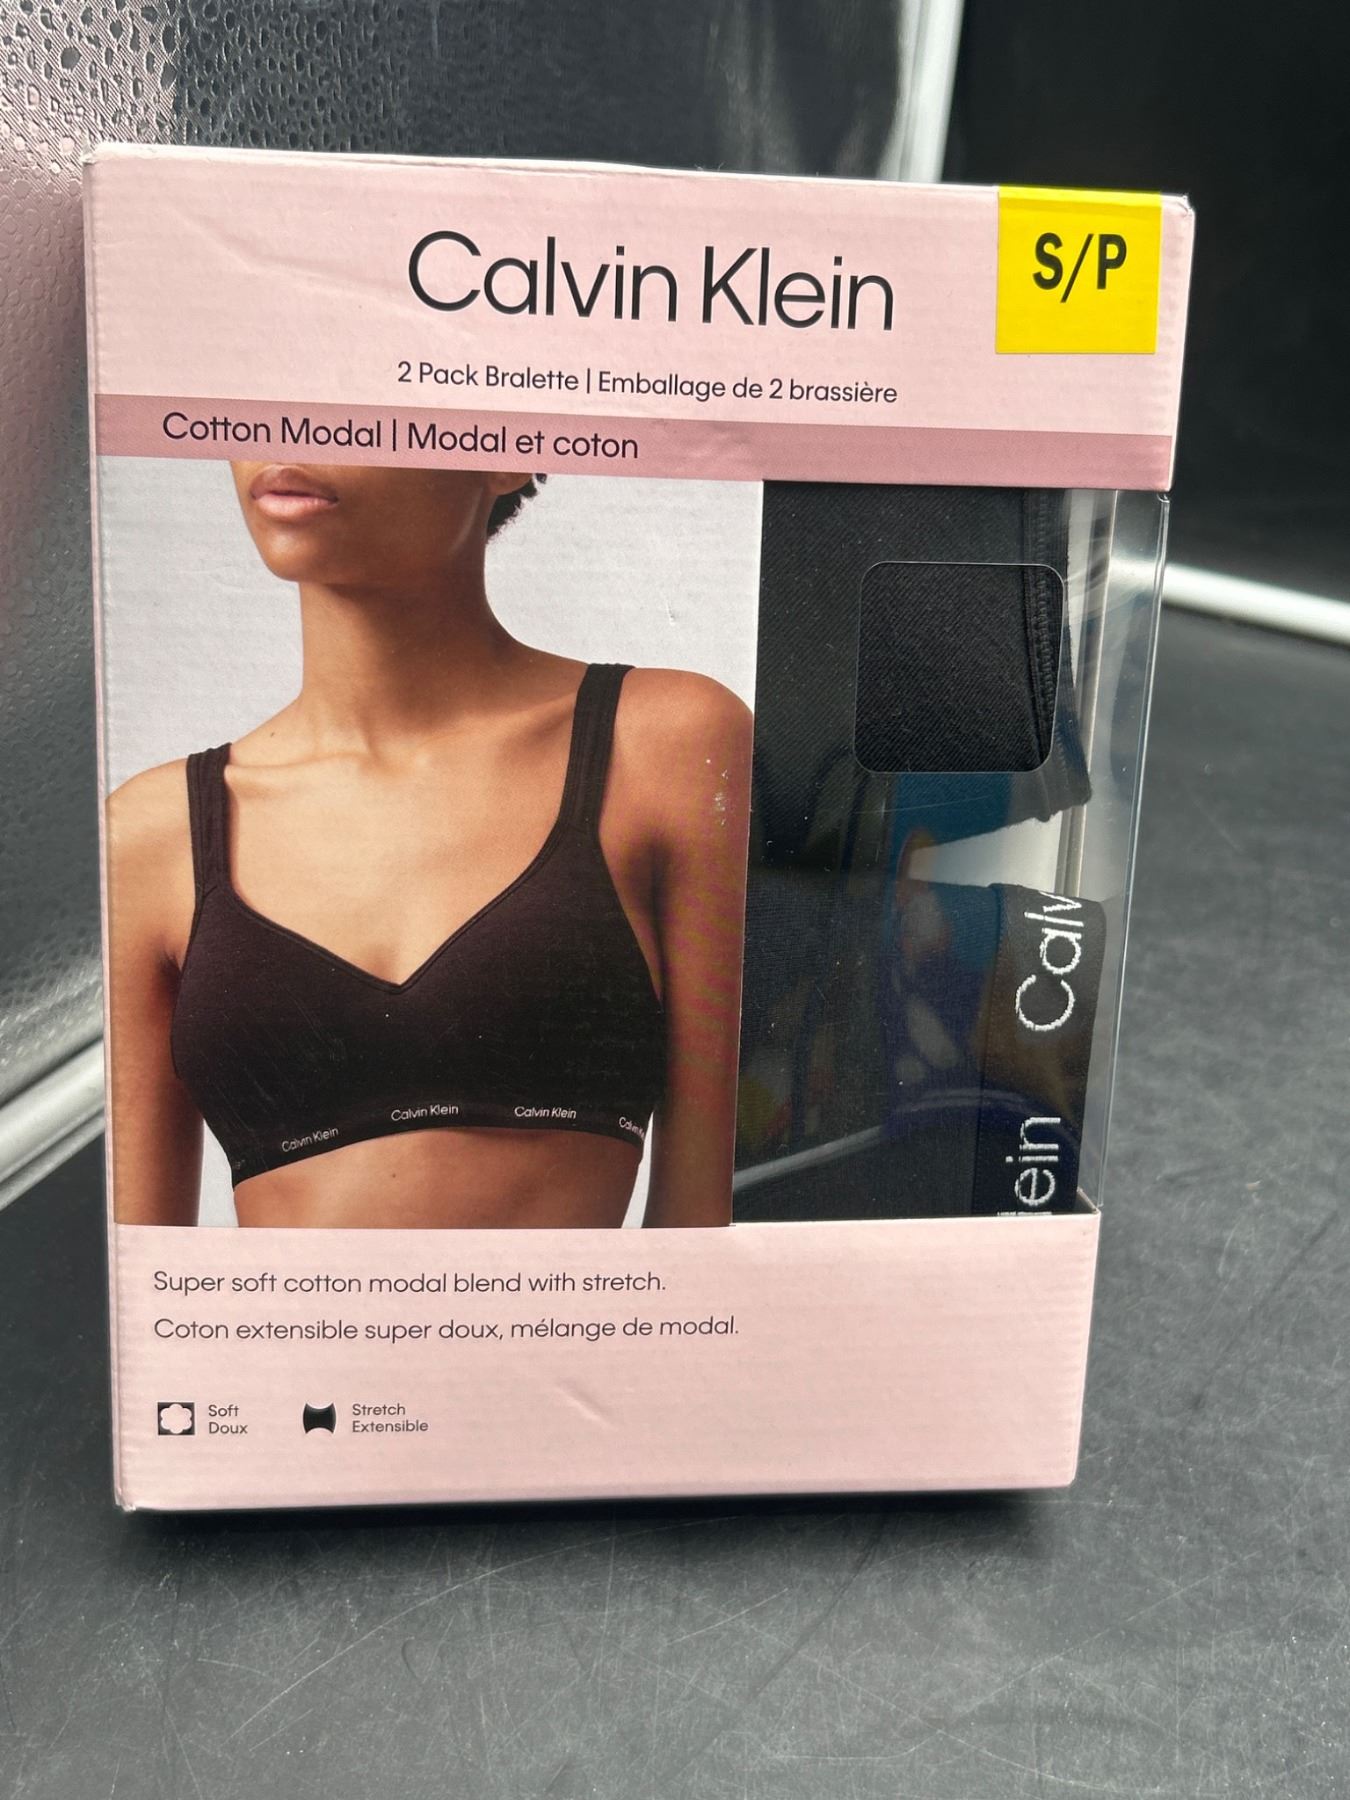 Calvin Klein
S/P
2 Pack Bralette | Emballage de 2 brassière
Cotton Modal | Modal et coton
Calvin Klein
Calvin Klein
Calvin Klein
Calvin K
Calv
lein
Super soft cotton modal blend with stretch.
Coton extensible super doux, mélange de modal.
Soft
Doux
Stretch
Extensible